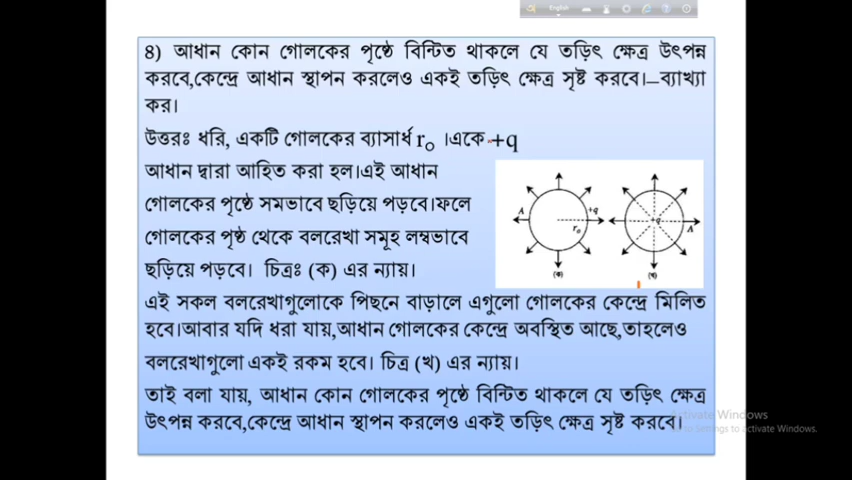 English
৪) আধান কোন গোলকের পৃষ্ঠে বিন্টিত থাকলে যে তড়িৎ ক্ষেত্র উৎপন্ন
করবে,কেন্দ্রে আধান স্থাপন করলেও একই তড়িৎ ক্ষেত্র সৃষ্ট করবে।–ব্যাখ্যা
কর।
উত্তরঃ ধরি, একটি গোলকের ব্যাসার্ধ r₀ ।একে +q
আধান দ্বারা আহিত করা হল।এই আধান
গোলকের পৃষ্ঠে সমভাবে ছড়িয়ে পড়বে।ফলে
গোলকের পৃষ্ঠ থেকে বলরেখা সমূহ লম্বভাবে
ছড়িয়ে পড়বে। চিত্রঃ (ক) এর ন্যায়।
A +q r₀ +q A
(ক) (খ)
এই সকল বলরেখাগুলোকে পিছনে বাড়ালে এগুলো গোলকের কেন্দ্রে মিলিত
হবে।আবার যদি ধরা যায়,আধান গোলকের কেন্দ্রে অবস্থিত আছে,তাহলেও
বলরেখাগুলো একই রকম হবে। চিত্র (খ) এর ন্যায়।
তাই বলা যায়, আধান কোন গোলকের পৃষ্ঠে বিন্টিত থাকলে যে তড়িৎ ক্ষেত্র
উৎপন্ন করবে,কেন্দ্রে আধান স্থাপন করলেও একই তড়িৎ ক্ষেত্র সৃষ্ট করবে।
Activate Windows
to Settings to activate Windows.